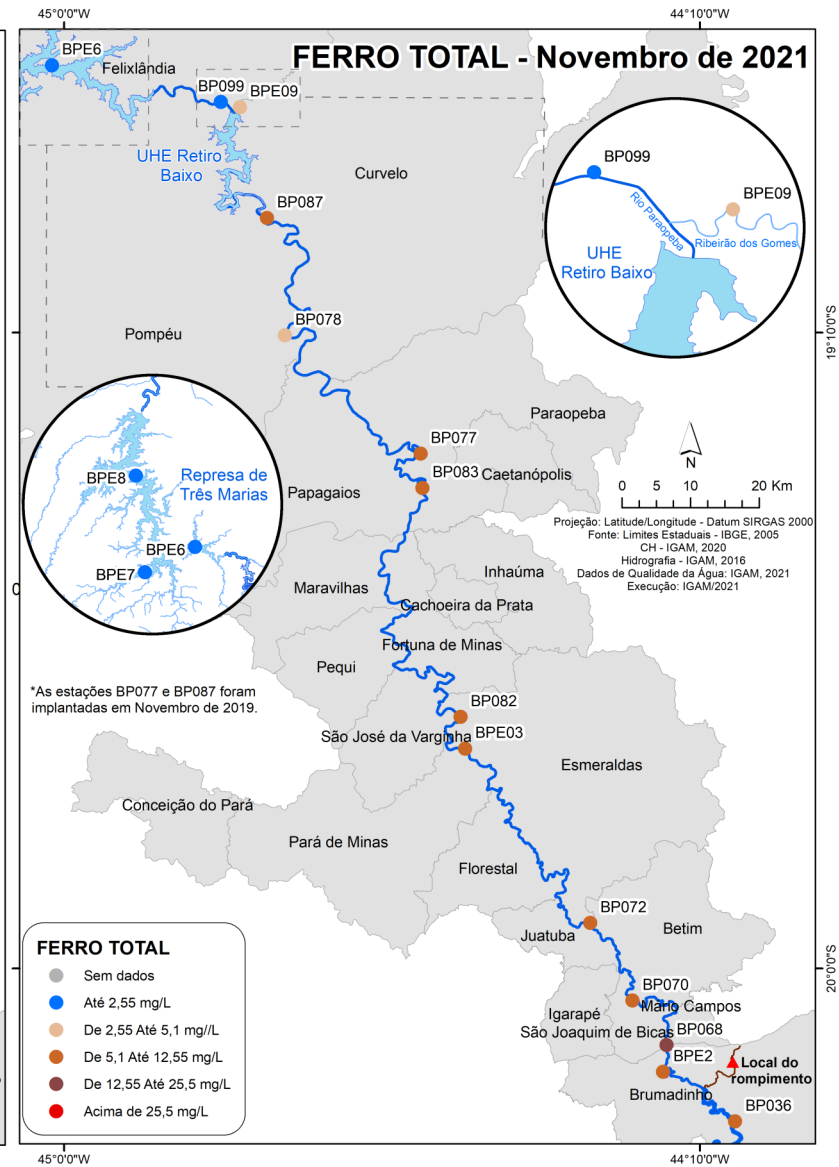 45°0'0"W
44°10'0"W
FERRO TOTAL - Novembro de 2021
BPE6
Felixlândia
BP099
BPE09
UHE Retiro
Baixo
Curvelo
BP087
BP099
BPE09
Rio Paraopeba
Ribeirão dos Gomes
UHE
Retiro Baixo
BP078
Pompéu
19°10'0"S
Paraopeba
BP077
BP083
Caetanópolis
Papagaios
BPE8
Represa de
Três Marias
BPE6
BPE7
N
0 5 10 20 Km
Projeção: Latitude/Longitude - Datum SIRGAS 2000
Fonte: Limites Estaduais - IBGE, 2005
CH - IGAM, 2020
Hidrografia - IGAM, 2016
Dados de Qualidade da Água: IGAM, 2021
Execução: IGAM/2021
Inhaúma
Maravilhas
Cachoeira da Prata
Fortuna de Minas
Pequi
*As estações BP077 e BP087 foram
implantadas em Novembro de 2019.
BP082
São José da Varginha
BPE03
Esmeraldas
Conceição do Pará
Pará de Minas
Florestal
BP072
Juatuba
Betim
20°0'0"S
BP070
Mário Campos
Igarapé
São Joaquim de Bicas
BP068
BPE2
Local do
rompimento
Brumadinho
BP036
FERRO TOTAL
Sem dados
Até 2,55 mg/L
De 2,55 Até 5,1 mg//L
De 5,1 Até 12,55 mg/L
De 12,55 Até 25,5 mg/L
Acima de 25,5 mg/L
45°0'0"W
44°10'0"W